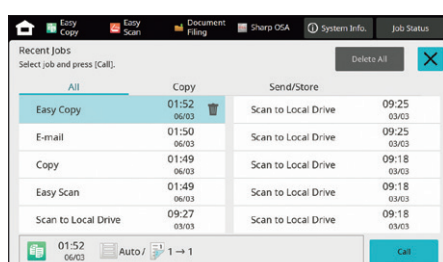 Easy Copy
Easy Scan
Document Filing
Sharp OSA
System Info.
Job Status
Recent Jobs
Select job and press [Call].
Delete All
All
Copy
Send/Store
Easy Copy
01:52
06/03
Scan to Local Drive
09:25
03/03
E-mail
01:50
06/03
Scan to Local Drive
09:25
03/03
Copy
01:49
06/03
Scan to Local Drive
09:18
03/03
Easy Scan
01:49
06/03
Scan to Local Drive
09:18
03/03
Scan to Local Drive
09:27
03/03
Scan to Local Drive
09:18
03/03
01:52
06/03
Auto /
1 → 1
Call